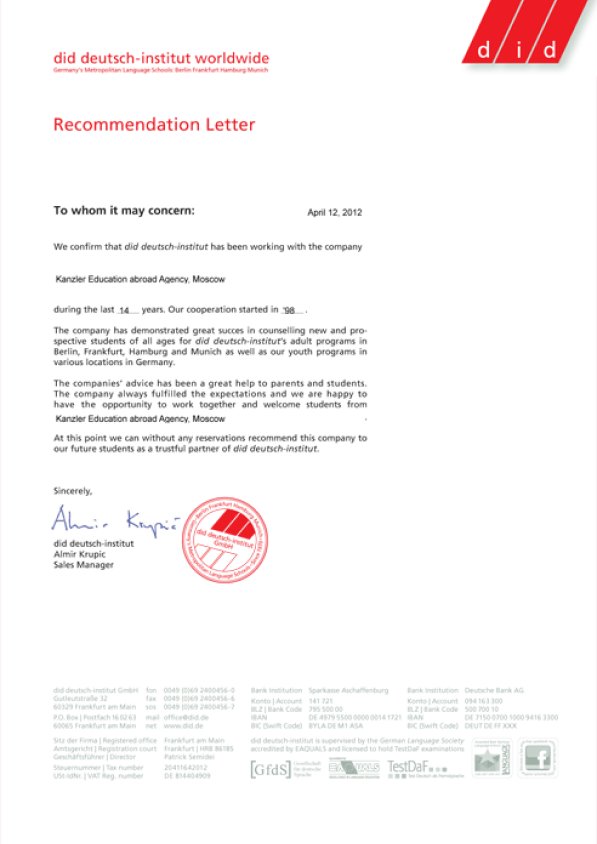 did deutsch-institut worldwide
Germany's Metropolitan Language Schools: Berlin Frankfurt Hamburg Munich
d/i/d
Recommendation Letter
To whom it may concern:
April 12, 2012
We confirm that did deutsch-institut has been working with the company
Kanzler Education abroad Agency, Moscow
during the last 14 years. Our cooperation started in '98 .
The company has demonstrated great succes in counselling new and pro-
spective students of all ages for did deutsch-institut's adult programs in
Berlin, Frankfurt, Hamburg and Munich as well as our youth programs in
various locations in Germany.
The companies' advice has been a great help to parents and students.
The company always fulfilled the expectations and we are happy to
have the opportunity to work together and welcome students from
Kanzler Education abroad Agency, Moscow .
At this point we can without any reservations recommend this company to
our future students as a trustful partner of did deutsch-institut.
Sincerely,
Almir Krupić
did deutsch-institut
Almir Krupic
Sales Manager
did deutsch-institut
GmbH
did deutsch-institut GmbH
Gutleutstraße 32
60329 Frankfurt am Main
P.O. Box | Postfach 16 02 63
60065 Frankfurt am Main
fon 0049 (0)69 2400456-0
fax 0049 (0)69 2400456-6
sos 0049 (0)69 2400456-7
mail office@did.de
net www.did.de
Bank Institution Sparkasse Aschaffenburg
Konto | Account 141 721
BLZ | Bank Code 795 500 00
IBAN DE 4979 5500 0000 0014 1721
BIC (Swift Code) BYLA DE M1 ASA
Bank Institution Deutsche Bank AG
Konto | Account 094 163 300
BLZ | Bank Code 500 700 10
IBAN DE 7150 0700 1000 9416 3300
BIC (Swift Code) DEUT DE FF XXX
Sitz der Firma | Registered office Frankfurt am Main
Amtsgericht | Registration court Frankfurt | HRB 86185
Geschäftsführer | Director Patrick Semidei
Steuernummer | Tax number 20411642012
USt-IdNr. | VAT Reg. number DE 814404909
did deutsch-institut is supervised by the German Language Society
accredited by EAQUALS and licensed to hold TestDaF examinations
[GfdS]
Gesellschaft
für deutsche
Sprache
EAQUALS
TestDaF
Test Deutsch als Fremdsprache
LANGUAGE
f